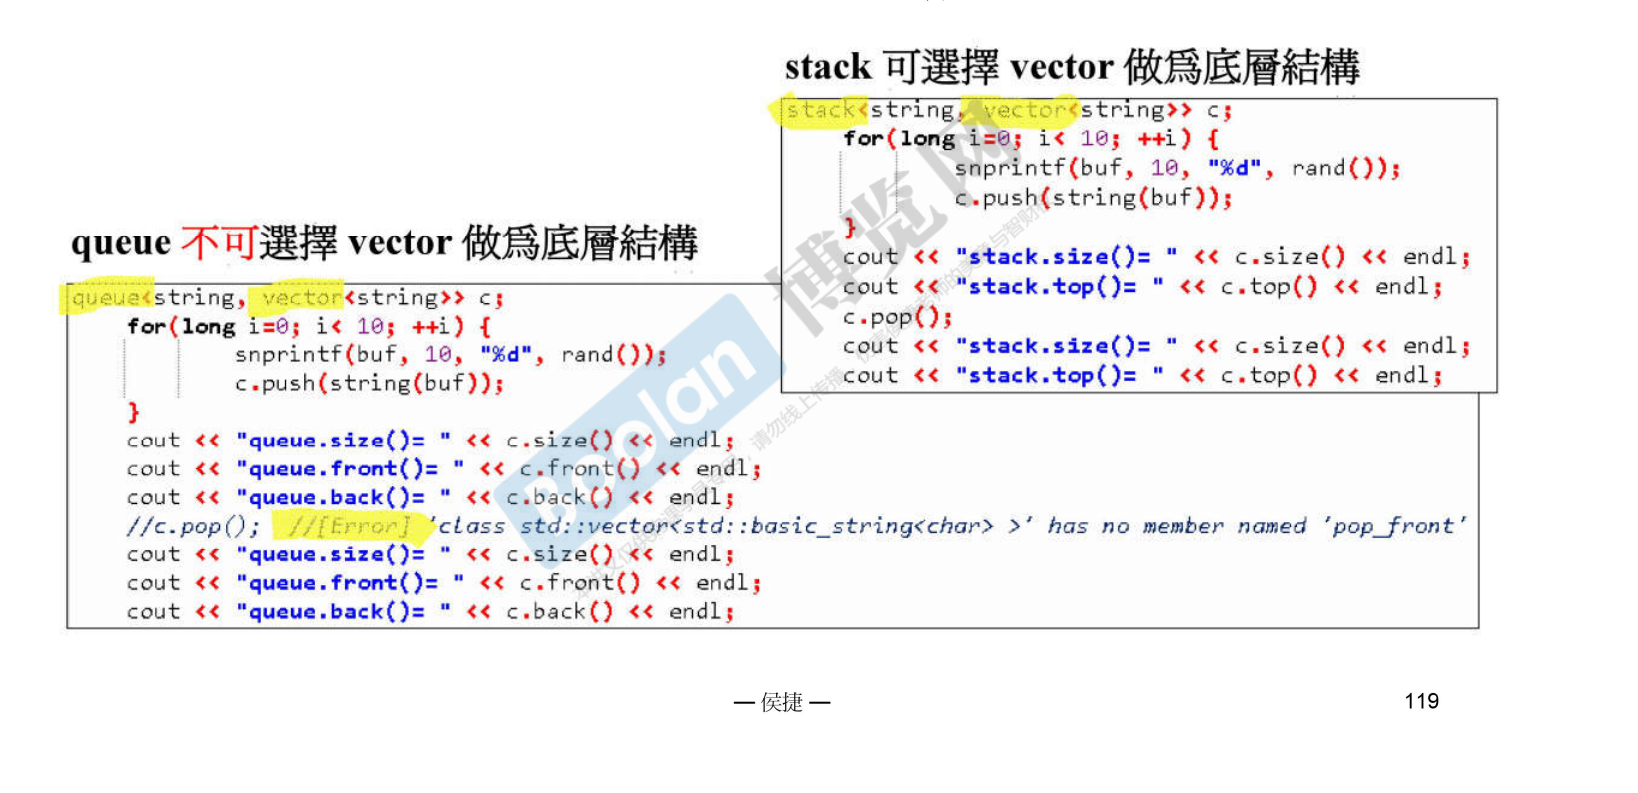 stack 可選擇 vector 做爲底層結構
stack<string, vector<string>> c;
for(long i=0; i< 10; ++i) {
snprintf(buf, 10, "%d", rand());
c.push(string(buf));
}
cout << "stack.size()= " << c.size() << endl;
cout << "stack.top()= " << c.top() << endl;
c.pop();
cout << "stack.size()= " << c.size() << endl;
cout << "stack.top()= " << c.top() << endl;
queue 不可選擇 vector 做爲底層結構
queue<string, vector<string>> c;
for(long i=0; i< 10; ++i) {
snprintf(buf, 10, "%d", rand());
c.push(string(buf));
}
cout << "queue.size()= " << c.size() << endl;
cout << "queue.front()= " << c.front() << endl;
cout << "queue.back()= " << c.back() << endl;
//c.pop(); //[Error] 'class std::vector<std::basic_string<char> >' has no member named 'pop_front'
cout << "queue.size()= " << c.size() << endl;
cout << "queue.front()= " << c.front() << endl;
cout << "queue.back()= " << c.back() << endl;
Boolan
博览网
— 侯捷 —
119